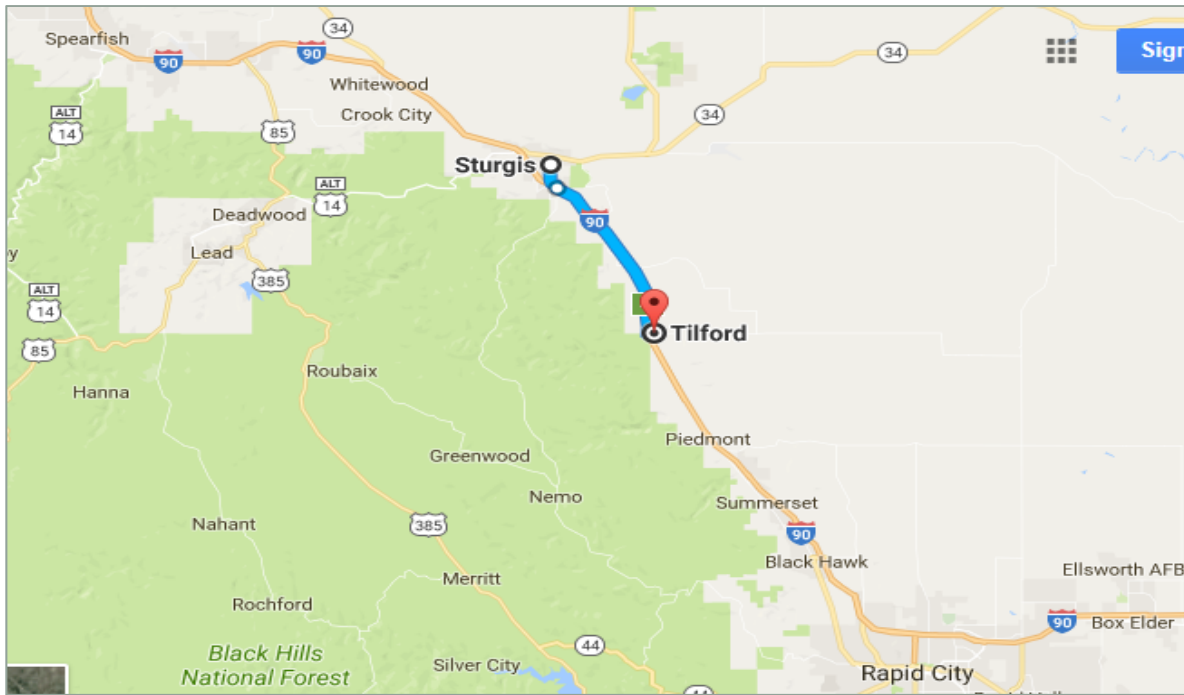 Spearfish
90
90
34
34
Sign
Whitewood
Crook City
34
ALT
14
85
Sturgis
ALT
14
Deadwood
90
Lead
385
ALT
14
Tilford
85
Roubaix
Hanna
Piedmont
Greenwood
Nemo
Summerset
Nahant
385
90
Black Hawk
Merritt
Ellsworth AFB
Rochford
90
Box Elder
44
Black Hills
National Forest
Silver City
Rapid City
44